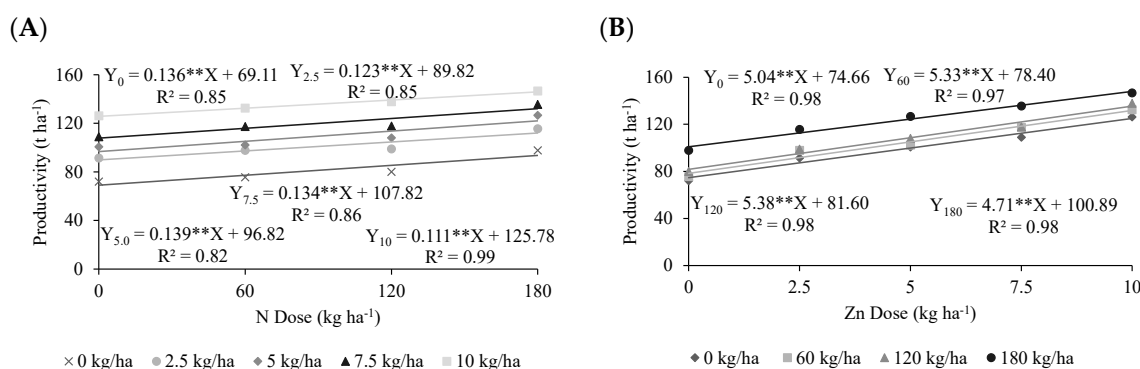 (A)
160
120
80
40
0
Productivity (t ha⁻¹)
Y₀ = 0.136**X + 69.11
R² = 0.85
Y₂.₅ = 0.123**X + 89.82
R² = 0.85
Y₇.₅ = 0.134**X + 107.82
R² = 0.86
Y₅.₀ = 0.139**X + 96.82
R² = 0.82
Y₁₀ = 0.111**X + 125.78
R² = 0.99
0 60 120 180
N Dose (kg ha⁻¹)
0 kg/ha 2.5 kg/ha 5 kg/ha 7.5 kg/ha 10 kg/ha
(B)
160
120
80
40
0
Productivity (t ha⁻¹)
Y₀ = 5.04**X + 74.66
R² = 0.98
Y₆₀ = 5.33**X + 78.40
R² = 0.97
Y₁₂₀ = 5.38**X + 81.60
R² = 0.98
Y₁₈₀ = 4.71**X + 100.89
R² = 0.98
0 2.5 5 7.5 10
Zn Dose (kg ha⁻¹)
0 kg/ha 60 kg/ha 120 kg/ha 180 kg/ha